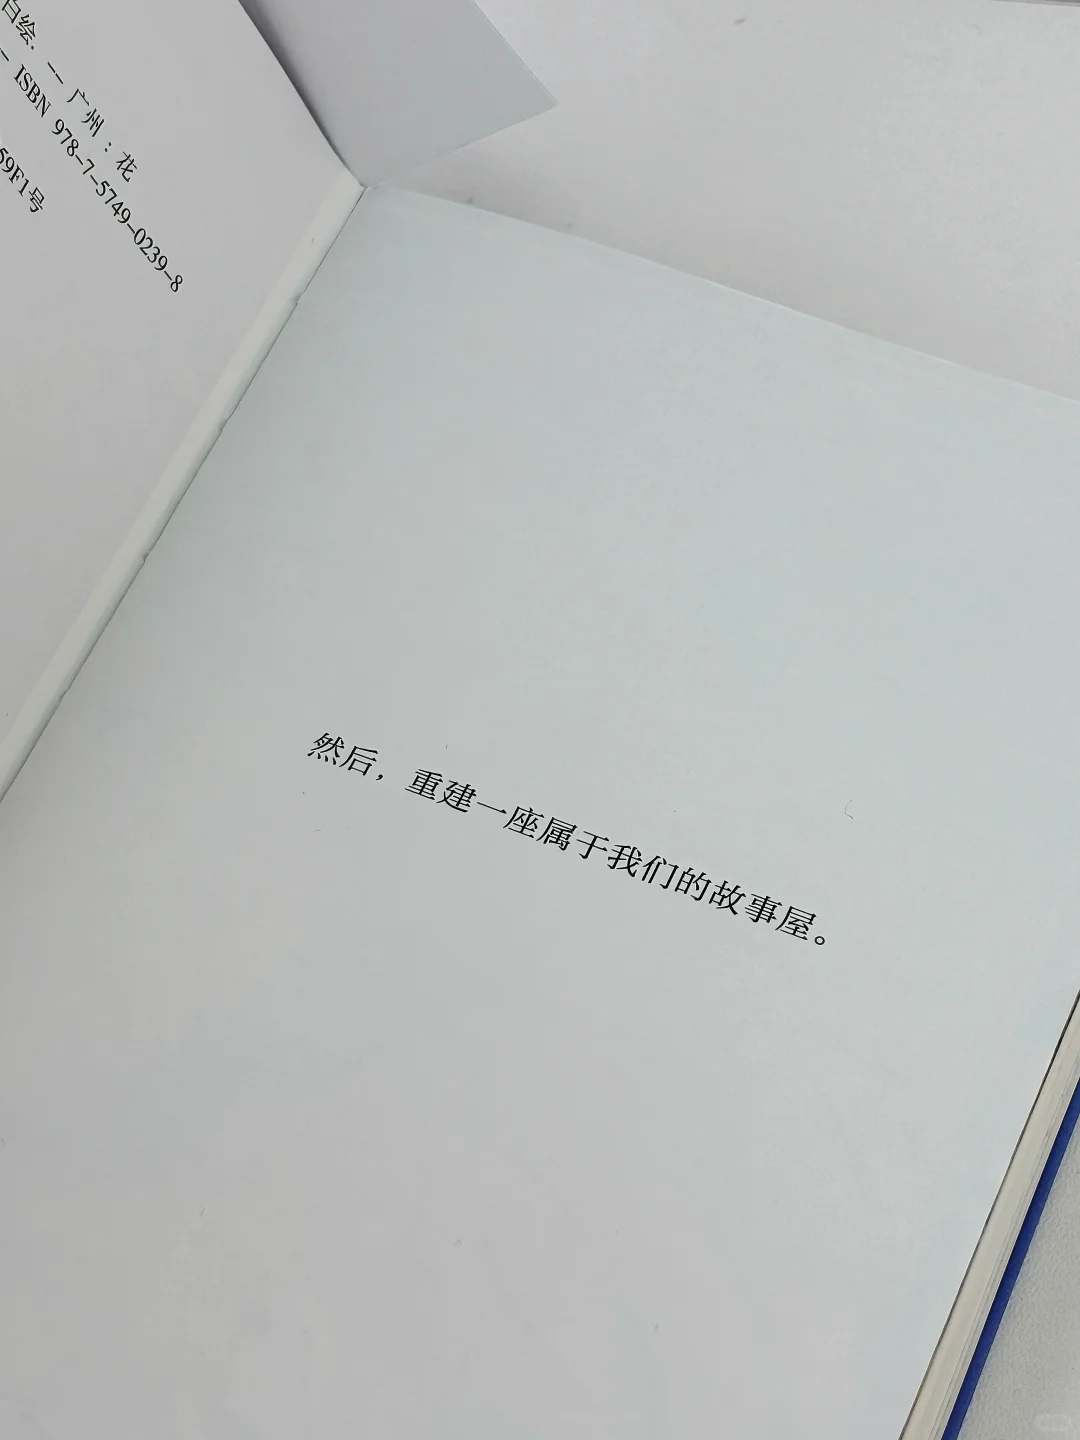 白绘. -- 广州 : 花
- ISBN 978-7-5749-0239-8
59F1号
然后，重建一座属于我们的故事屋。